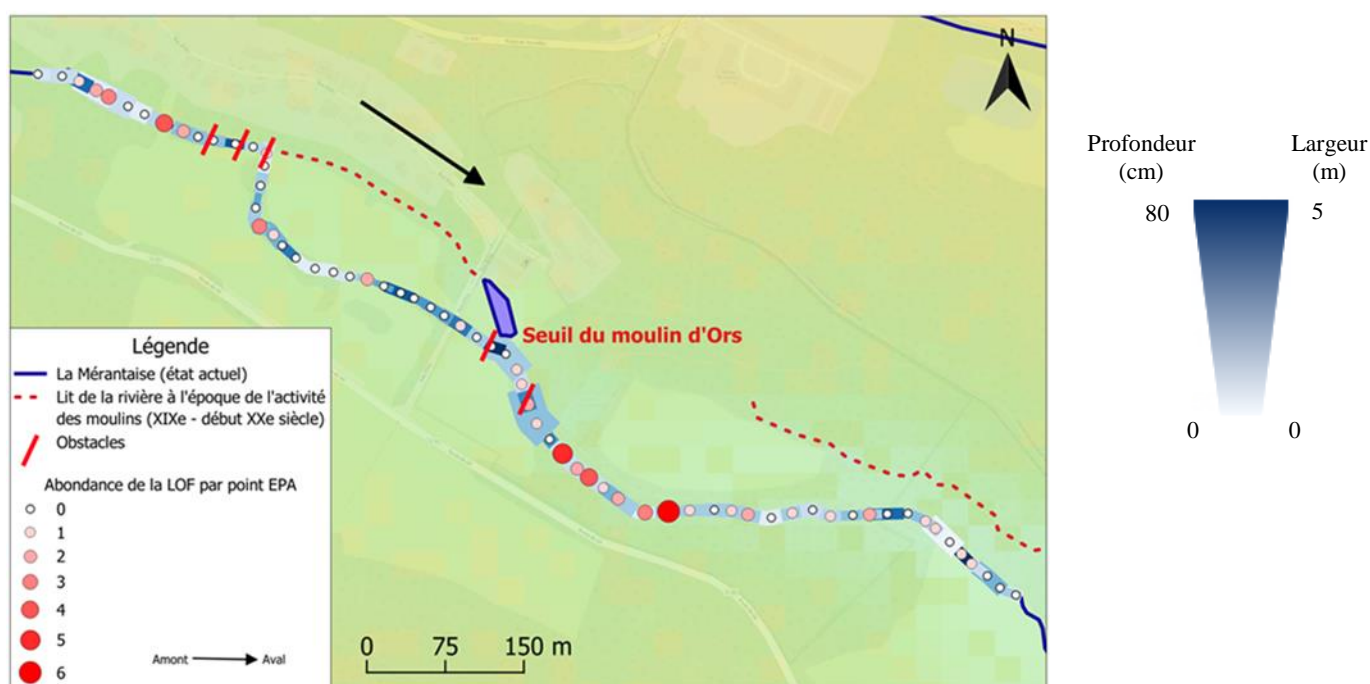 N
Seuil du moulin d'Ors
Légende
La Mérantaise (état actuel)
Lit de la rivière à l'époque de l'activité
des moulins (XIXe - début XXe siècle)
Obstacles
Abondance de la LOF par point EPA
0
1
2
3
4
5
6
Amont
Aval
0 75 150 m
Profondeur
(cm)
Largeur
(m)
80
5
0
0